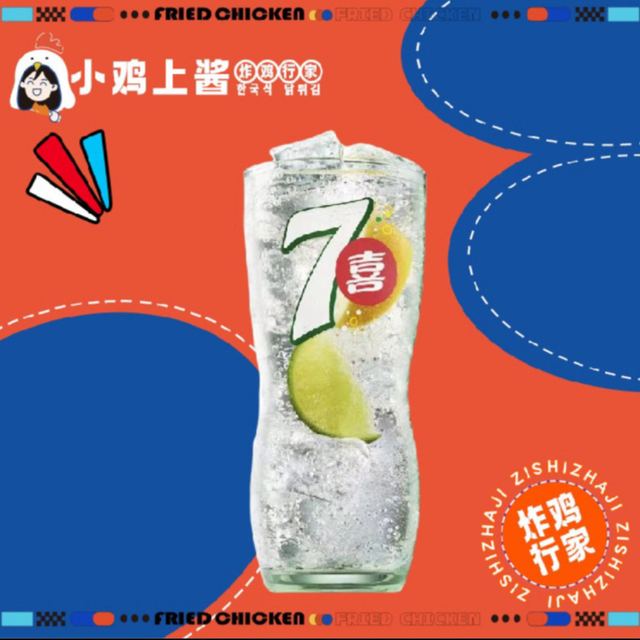 FRIED CHICKEN FRIED CHICKEN
小鸡上酱 炸鸡行家
한국식 닭튀김
7喜
ZISHIZHAJI ZISHIZHAJI ZISHIZHAJI
炸鸡
行家
FRIED CHICKEN FRIED CHICKEN